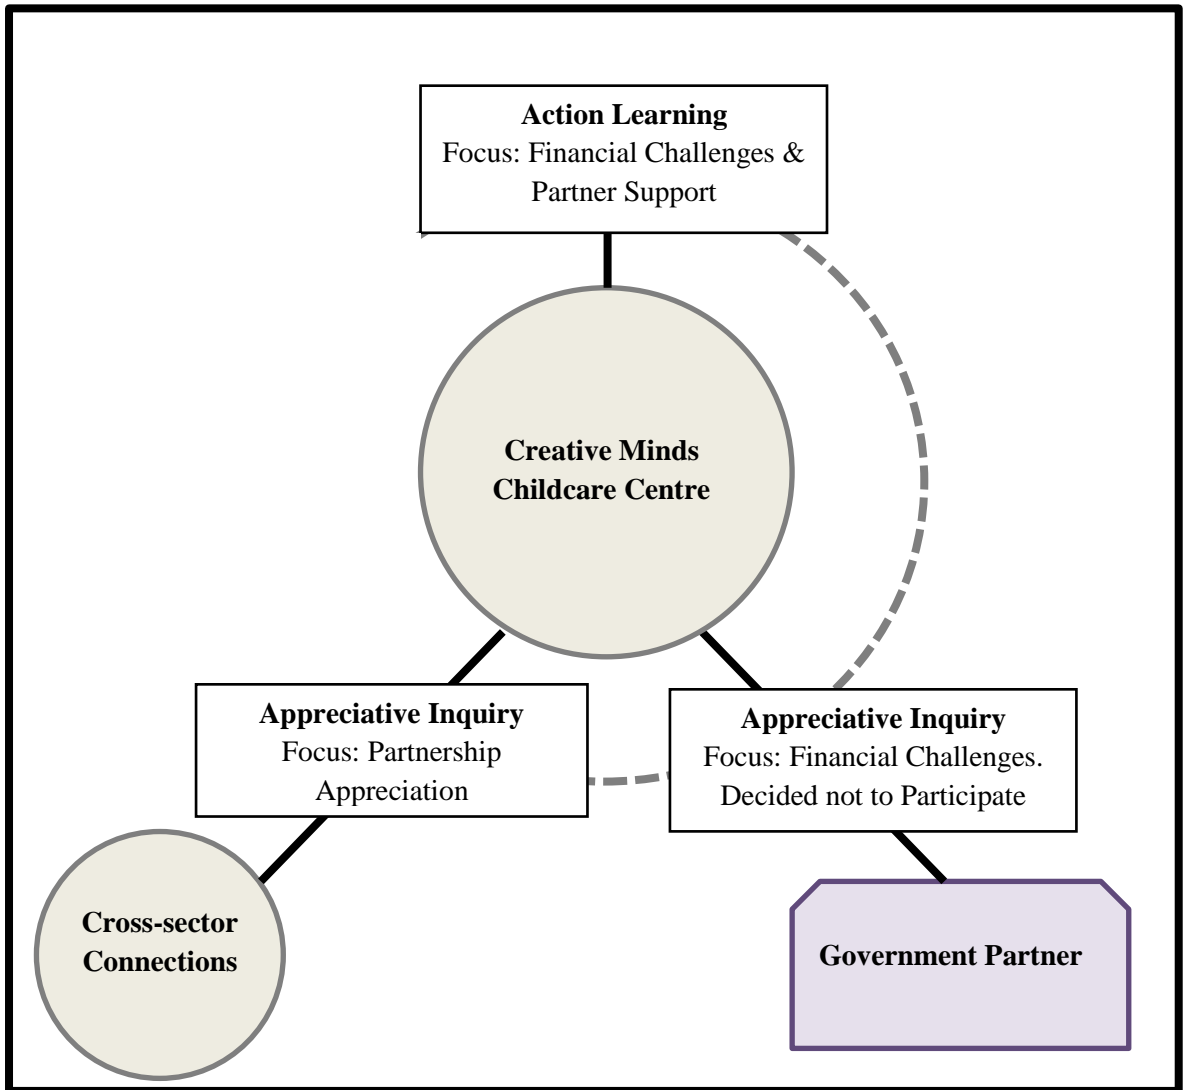 Action Learning
Focus: Financial Challenges &
Partner Support
Creative Minds
Childcare Centre
Appreciative Inquiry
Focus: Partnership
Appreciation
Appreciative Inquiry
Focus: Financial Challenges.
Decided not to Participate
Cross-sector
Connections
Government Partner